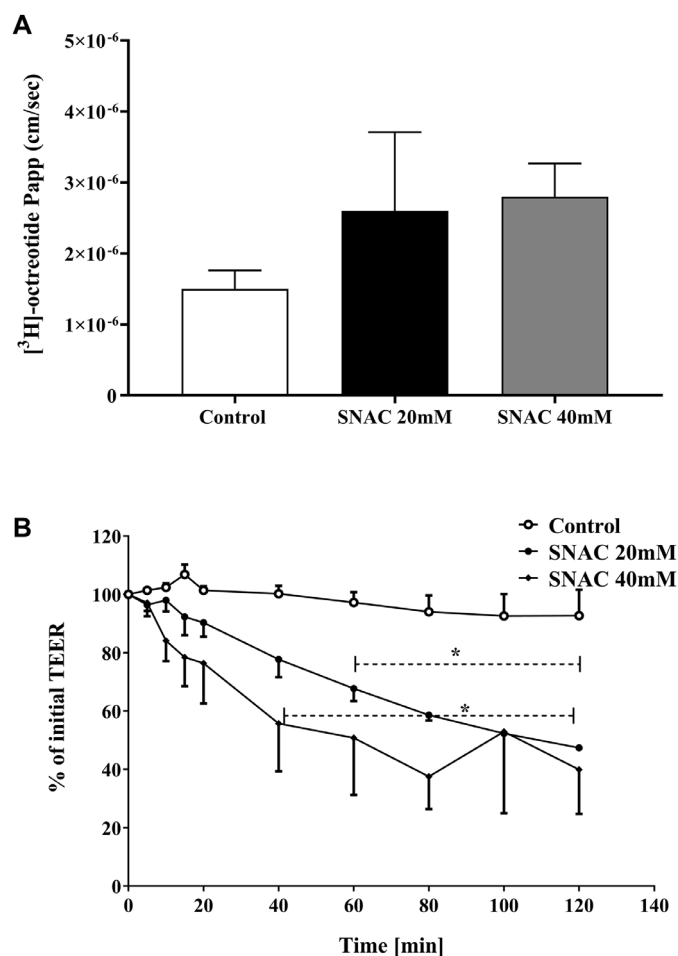 A
[³H]-octreotide Papp (cm/sec)
5×10⁻⁶
4×10⁻⁶
3×10⁻⁶
2×10⁻⁶
1×10⁻⁶
0
Control
SNAC 20mM
SNAC 40mM
B
Control
SNAC 20mM
SNAC 40mM
% of initial TEER
120
100
80
60
40
20
0
*
*
0
20
40
60
80
100
120
140
Time [min]